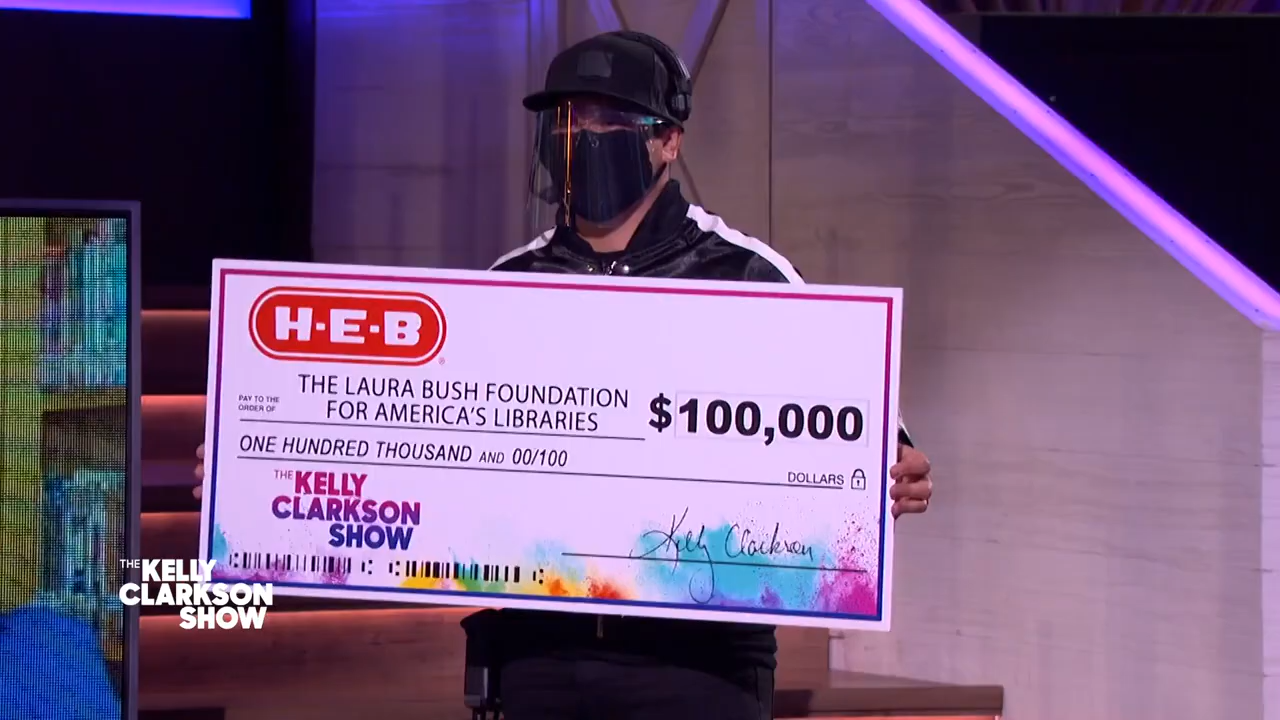 H-E-B
PAY TO THE
ORDER OF
THE LAURA BUSH FOUNDATION
FOR AMERICA'S LIBRARIES
$100,000
ONE HUNDRED THOUSAND AND 00/100
DOLLARS
THE KELLY
CLARKSON
SHOW
Kelly Clarkson
THE KELLY
CLARKSON
SHOW